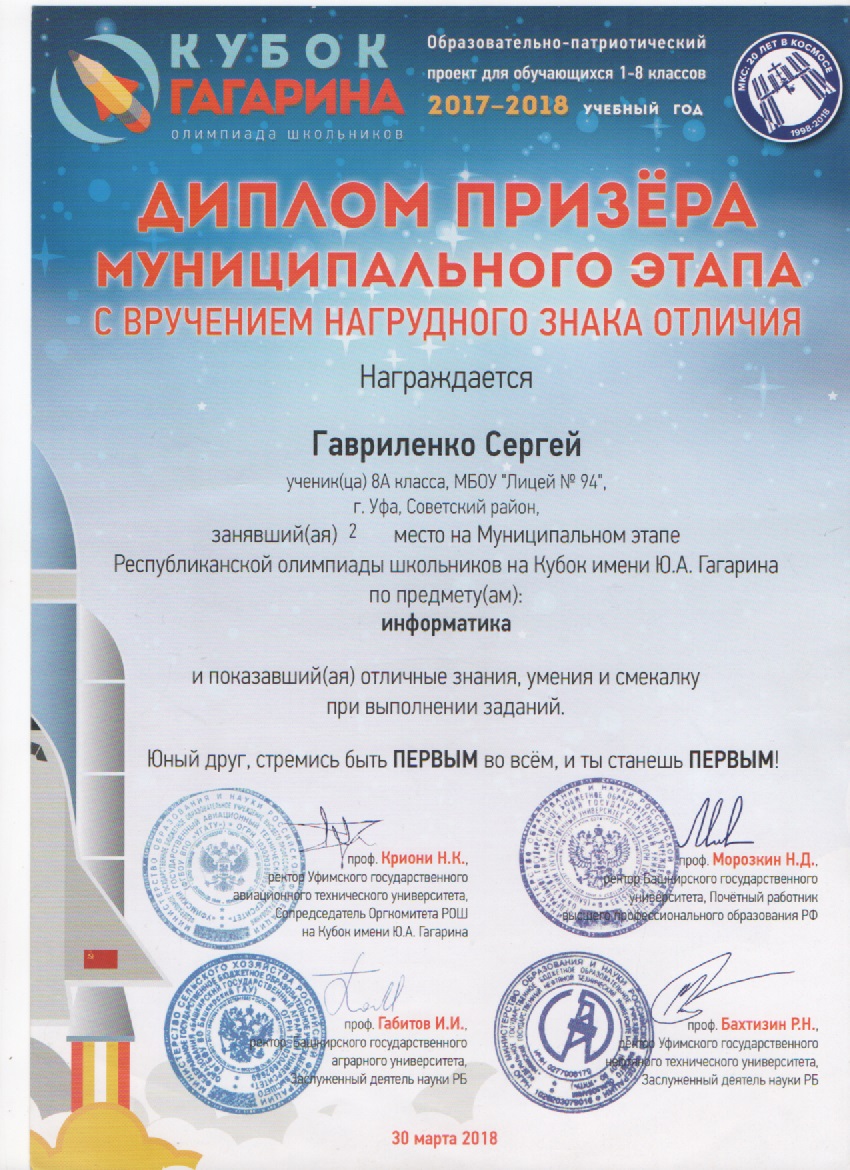 КУБОК
ГАГАРИНА
ОЛИМПИАДА ШКОЛЬНИКОВ
Образовательно-патриотический
проект для обучающихся 1-8 классов
2017–2018 УЧЕБНЫЙ ГОД
МКС: 20 ЛЕТ В КОСМОСЕ
1998-2018
ДИПЛОМ ПРИЗЁРА
МУНИЦИПАЛЬНОГО ЭТАПА
С ВРУЧЕНИЕМ НАГРУДНОГО ЗНАКА ОТЛИЧИЯ
Награждается
Гавриленко Сергей
ученик(ца) 8А класса, МБОУ "Лицей № 94",
г. Уфа, Советский район,
занявший(ая) 2 место на Муниципальном этапе
Республиканской олимпиады школьников на Кубок имени Ю.А. Гагарина
по предмету(ам):
информатика
и показавший(ая) отличные знания, умения и смекалку
при выполнении заданий.
Юный друг, стремись быть ПЕРВЫМ во всём, и ты станешь ПЕРВЫМ!
проф. Криони Н.К.,
ректор Уфимского государственного
авиационного технического университета,
Сопредседатель Оргкомитета РОШ
на Кубок имени Ю.А. Гагарина
проф. Морозкин Н.Д.,
ректор Башкирского государственного
университета, Почётный работник
высшего профессионального образования РФ
проф. Габитов И.И.,
ректор Башкирского государственного
аграрного университета,
Заслуженный деятель науки РБ
проф. Бахтизин Р.Н.,
ректор Уфимского государственного
нефтяного технического университета,
Заслуженный деятель науки РБ
30 марта 2018